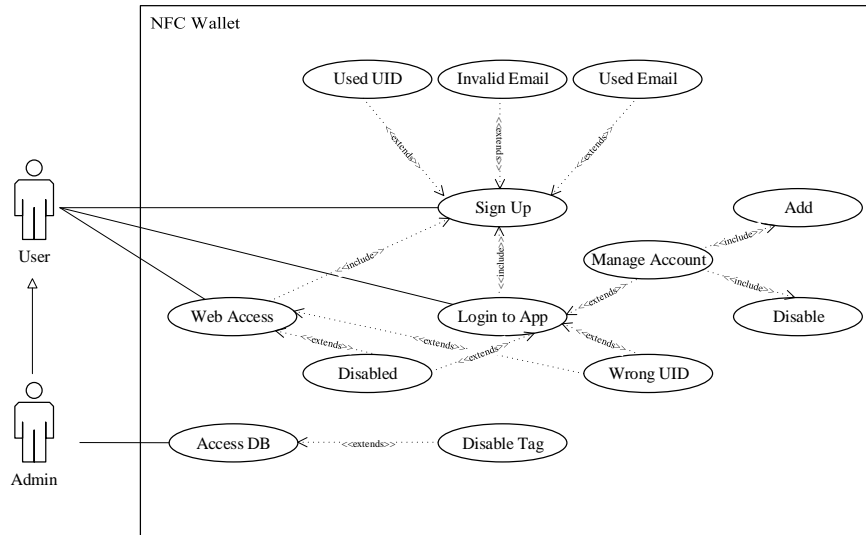 NFC Wallet
Used UID
Invalid Email
Used Email
<<extends>>
<<extends>>
<<extends>>
Sign Up
Add
User
<<include>>
<<include>>
<<include>>
Manage Account
<<include>>
<<extends>>
Web Access
Login to App
Disable
<<extends>>
<<extends>>
<<extends>>
<<extends>>
Disabled
Wrong UID
Access DB
<<extends>>
Disable Tag
Admin